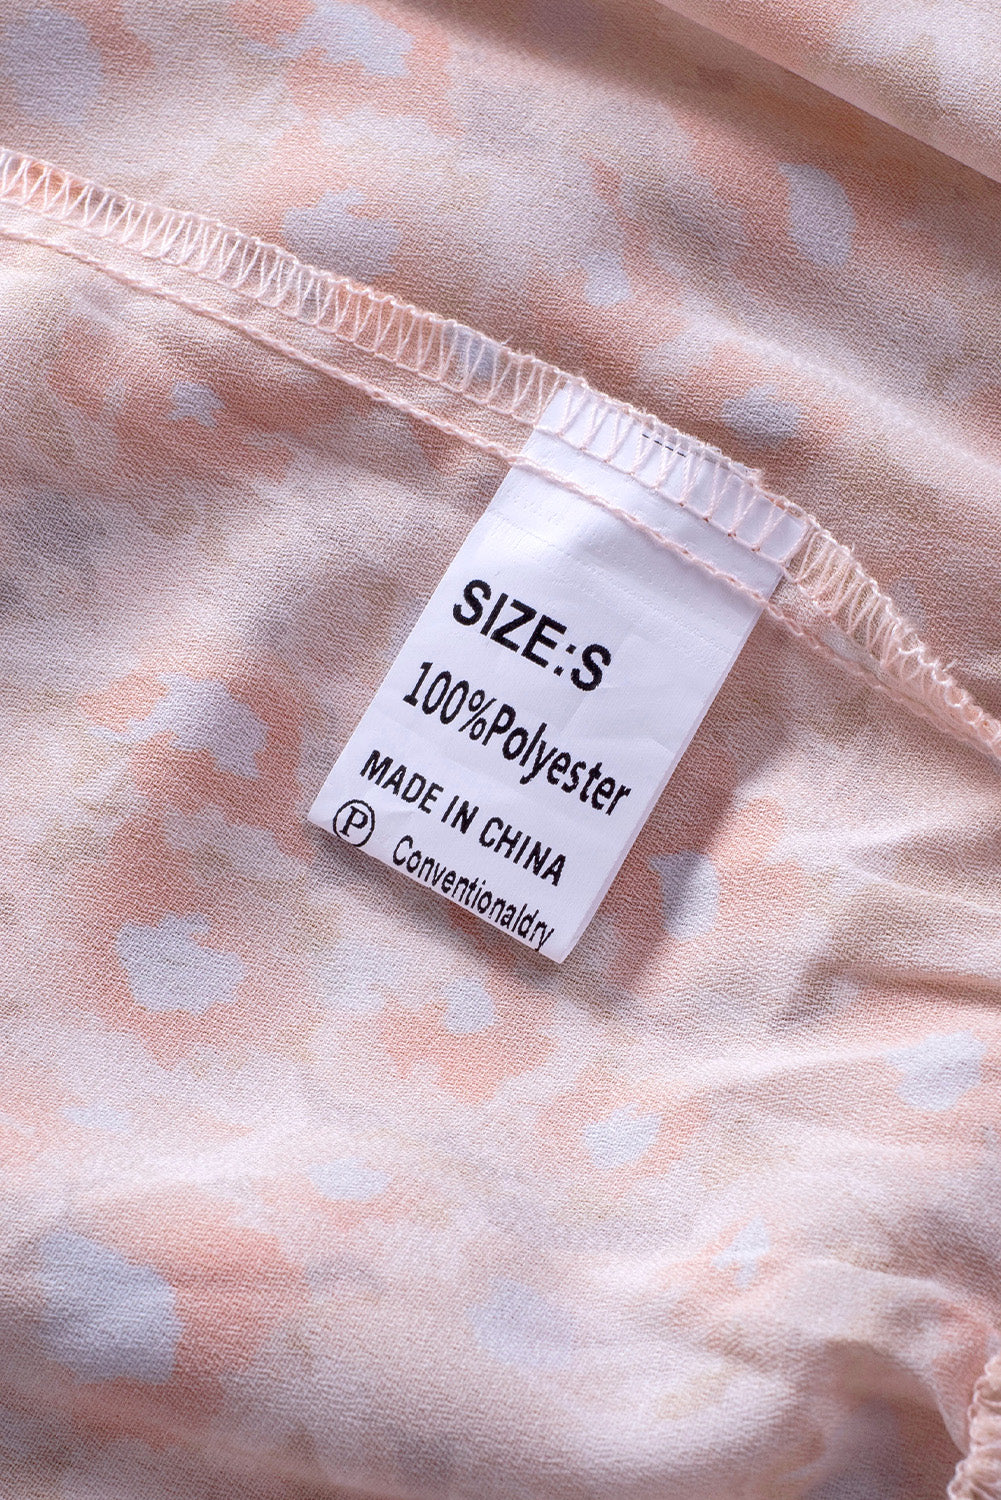 SIZE:S
100%Polyester
MADE IN CHINA
Ⓟ Conventionaldry